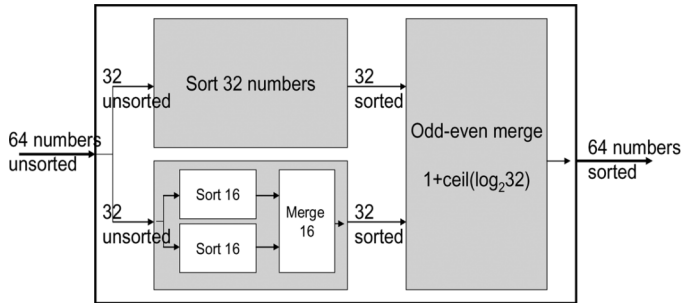 64 numbers
unsorted
32
unsorted
Sort 32 numbers
32
sorted
32
unsorted
Sort 16
Sort 16
Merge
16
32
sorted
Odd-even merge
1+ceil(log₂32)
64 numbers
sorted